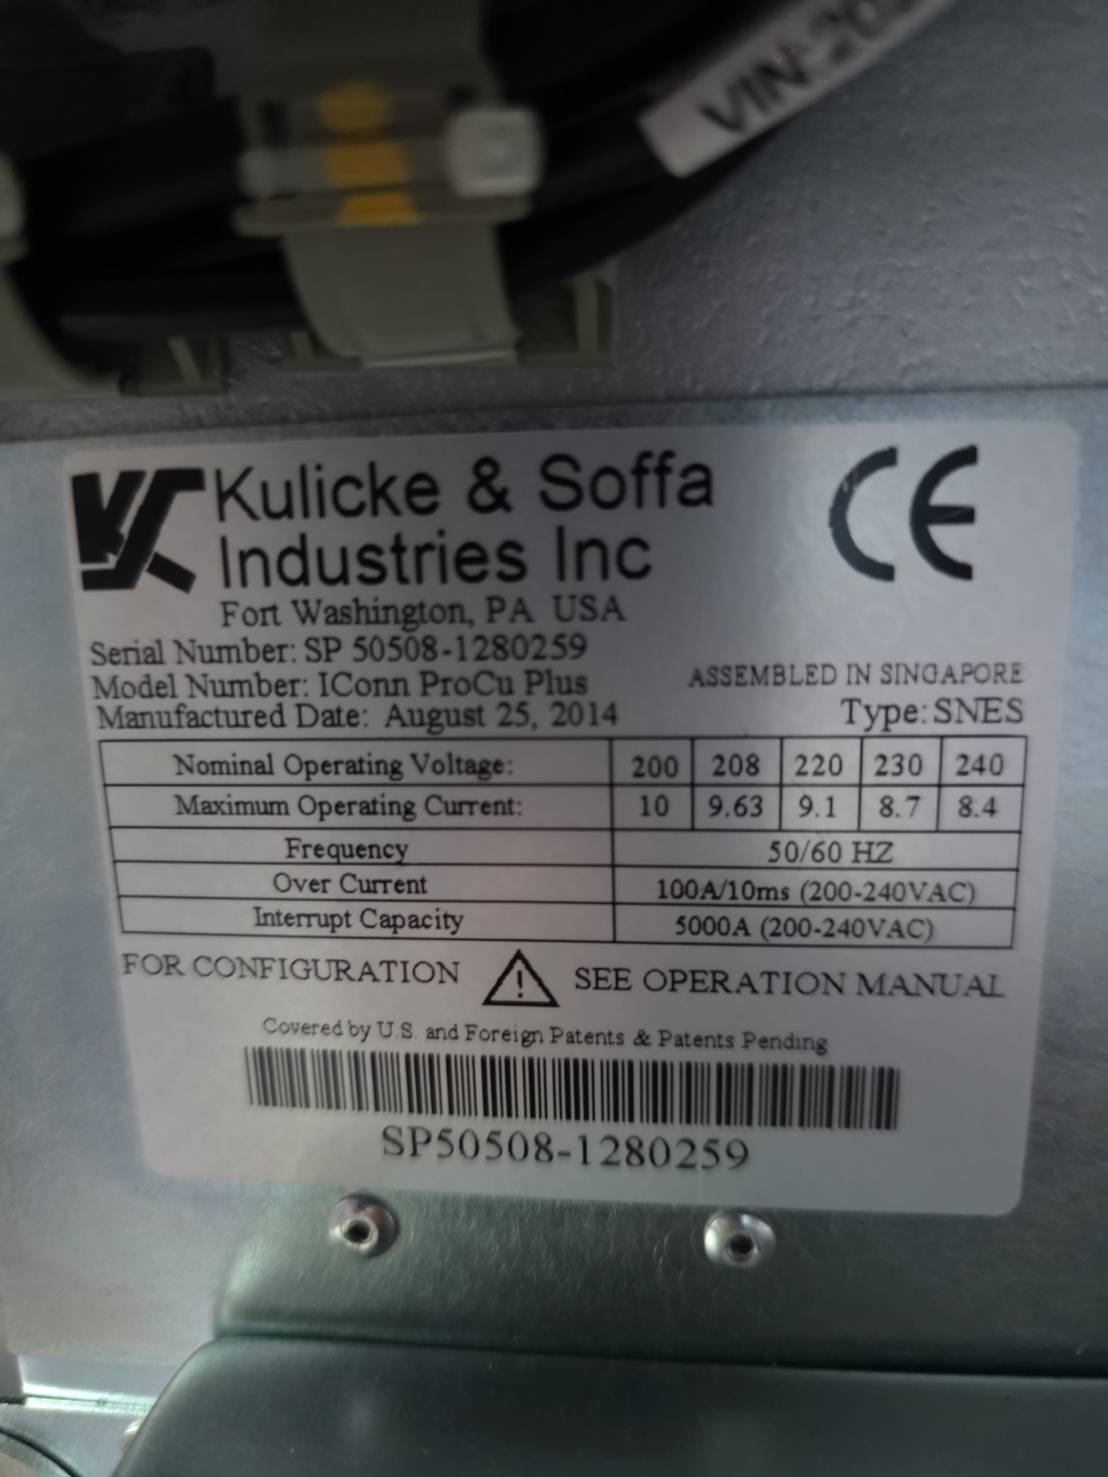 VIN:20
Kulicke & Soffa
Industries Inc
Fort Washington, PA USA
Serial Number: SP 50508-1280259
Model Number: IConn ProCu Plus
ASSEMBLED IN SINGAPORE
Manufactured Date: August 25, 2014
Type: SNES
Nominal Operating Voltage: 200 208 220 230 240
Maximum Operating Current: 10 9.63 9.1 8.7 8.4
Frequency 50/60 HZ
Over Current 100A/10ms (200-240VAC)
Interrupt Capacity 5000A (200-240VAC)
FOR CONFIGURATION ! SEE OPERATION MANUAL
Covered by U.S. and Foreign Patents & Patents Pending
SP50508-1280259